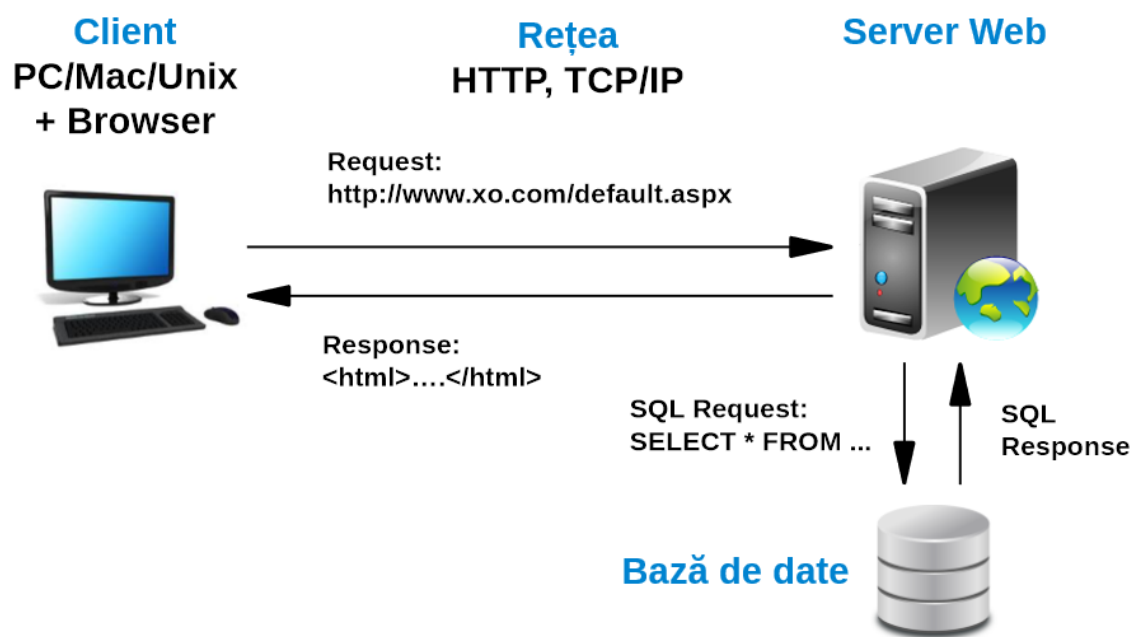 Client
PC/Mac/Unix
+ Browser
Rețea
HTTP, TCP/IP
Server Web
Request:
http://www.xo.com/default.aspx
Response:
<html>....</html>
SQL Request:
SELECT * FROM ...
SQL
Response
Bază de date